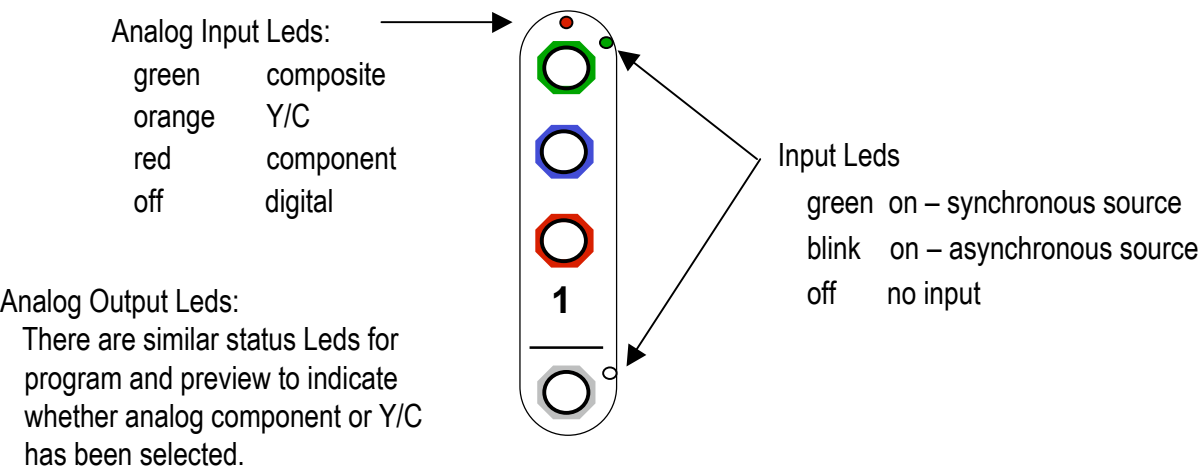 Analog Input Leds:
green composite
orange Y/C
red component
off digital
Analog Output Leds:
There are similar status Leds for
program and preview to indicate
whether analog component or Y/C
has been selected.
1
Input Leds
green on – synchronous source
blink on – asynchronous source
off no input